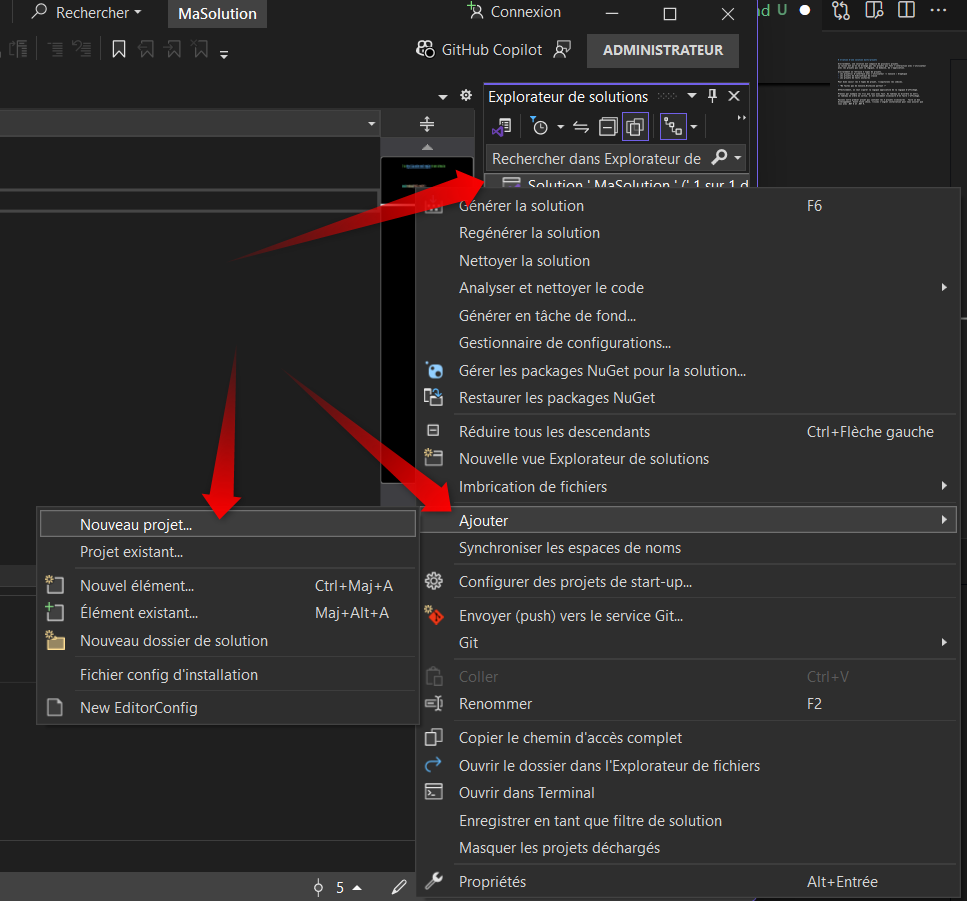 Rechercher
MaSolution
Connexion
nd U
GitHub Copilot
ADMINISTRATEUR
Explorateur de solutions
Rechercher dans Explorateur de
Solution ' MaSolution ' (' 1 sur 1 d
Générer la solution F6
Regénérer la solution
Nettoyer la solution
Analyser et nettoyer le code
Générer en tâche de fond...
Gestionnaire de configurations...
Gérer les packages NuGet pour la solution...
Restaurer les packages NuGet
Réduire tous les descendants Ctrl+Flèche gauche
Nouvelle vue Explorateur de solutions
Imbrication de fichiers
Ajouter
Synchroniser les espaces de noms
Configurer des projets de start-up...
Envoyer (push) vers le service Git...
Git
Coller Ctrl+V
Renommer F2
Copier le chemin d'accès complet
Ouvrir le dossier dans l'Explorateur de fichiers
Ouvrir dans Terminal
Enregistrer en tant que filtre de solution
Masquer les projets déchargés
Propriétés Alt+Entrée
Nouveau projet...
Projet existant...
Nouvel élément... Ctrl+Maj+A
Élément existant... Maj+Alt+A
Nouveau dossier de solution
Fichier config d'installation
New EditorConfig
5